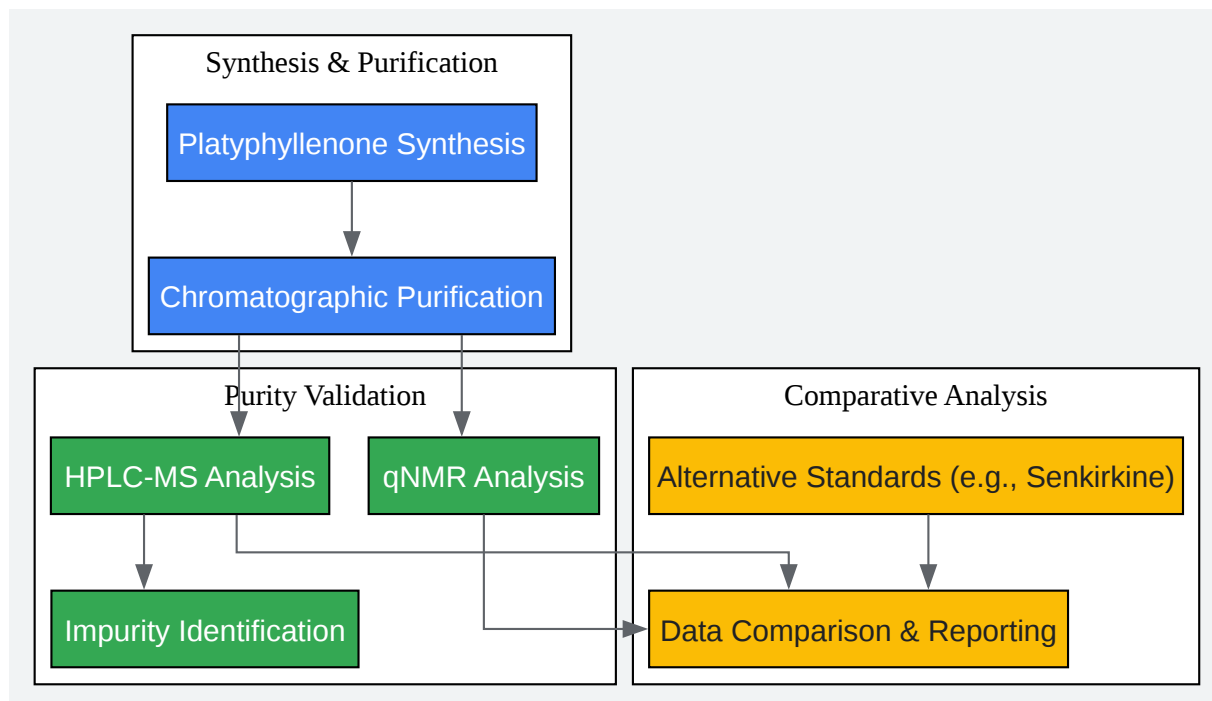 Synthesis & Purification
Platyphyllenone Synthesis
Chromatographic Purification
Purity Validation
HPLC-MS Analysis
qNMR Analysis
Impurity Identification
Comparative Analysis
Alternative Standards (e.g., Senkirkine)
Data Comparison & Reporting